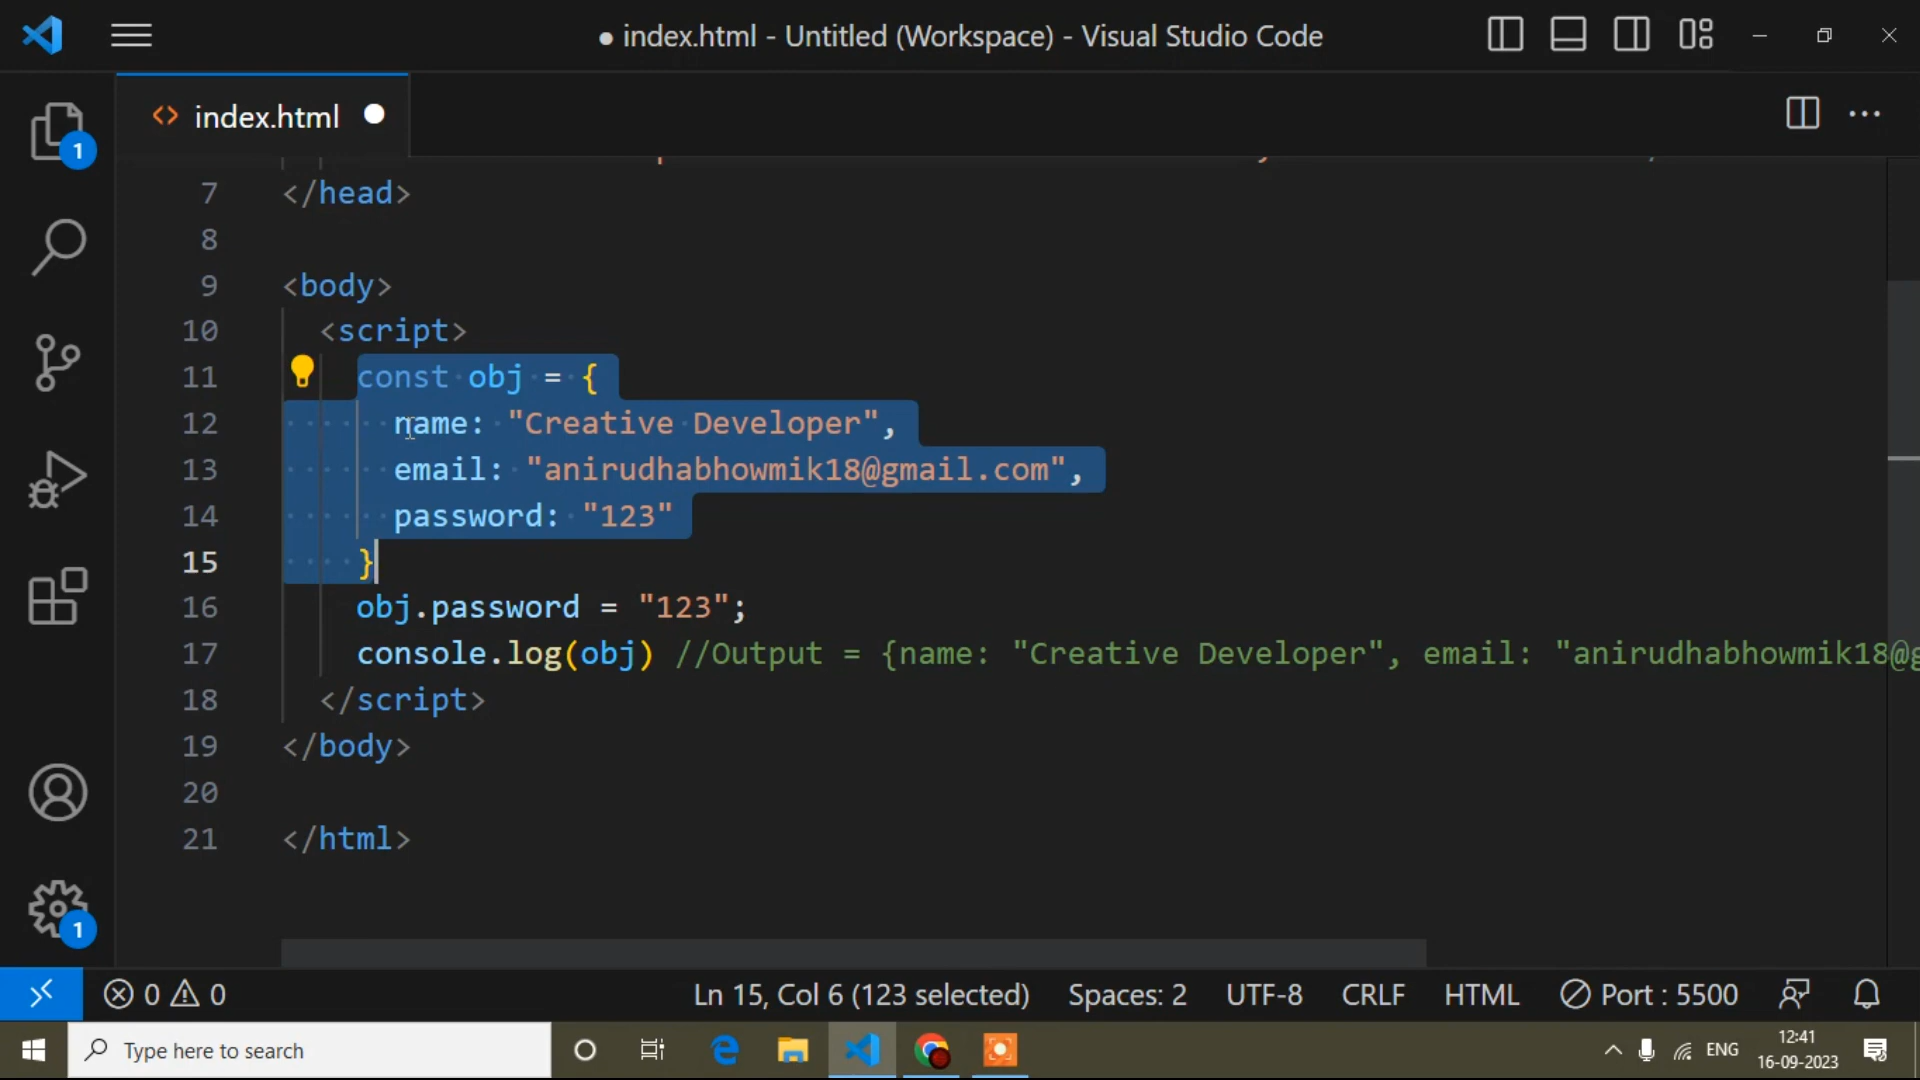 ● index.html - Untitled (Workspace) - Visual Studio Code
1
<> index.html
7 </head>
8
9 <body>
10 <script>
11 const obj = {
12 name: "Creative Developer",
13 email: "anirudhabhowmik18@gmail.com",
14 password: "123"
15 }
16 obj.password = "123";
17 console.log(obj) //Output = {name: "Creative Developer", email: "anirudhabhowmik18@
18 </script>
19 </body>
20
21 </html>
1
0 0 Ln 15, Col 6 (123 selected) Spaces: 2 UTF-8 CRLF HTML Port : 5500
Type here to search ENG 12:41
16-09-2023